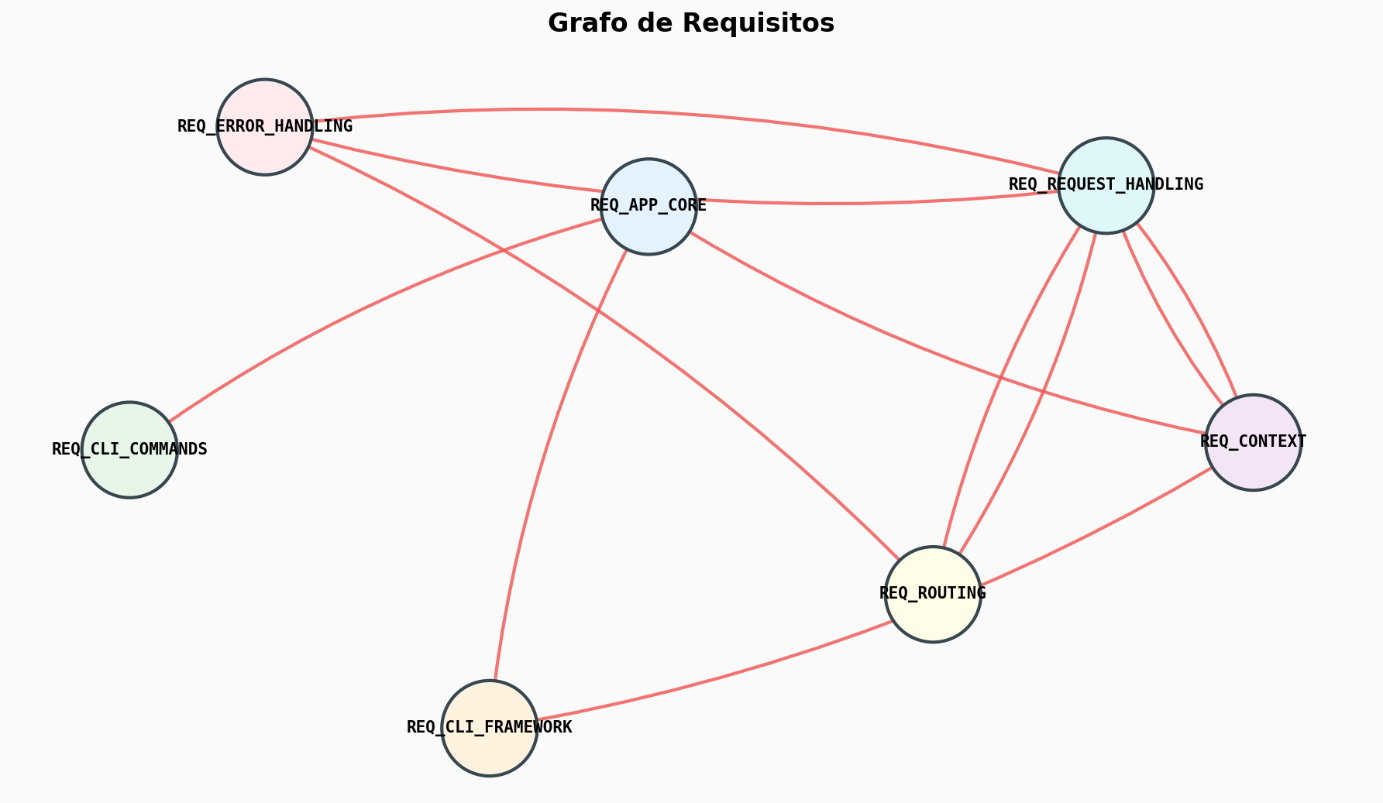 Grafo de Requisitos
REQ_ERROR_HANDLING
REQ_REQUEST_HANDLING
REQ_APP_CORE
REQ_CONTEXT
REQ_CLI_COMMANDS
REQ_ROUTING
REQ_CLI_FRAMEWORK